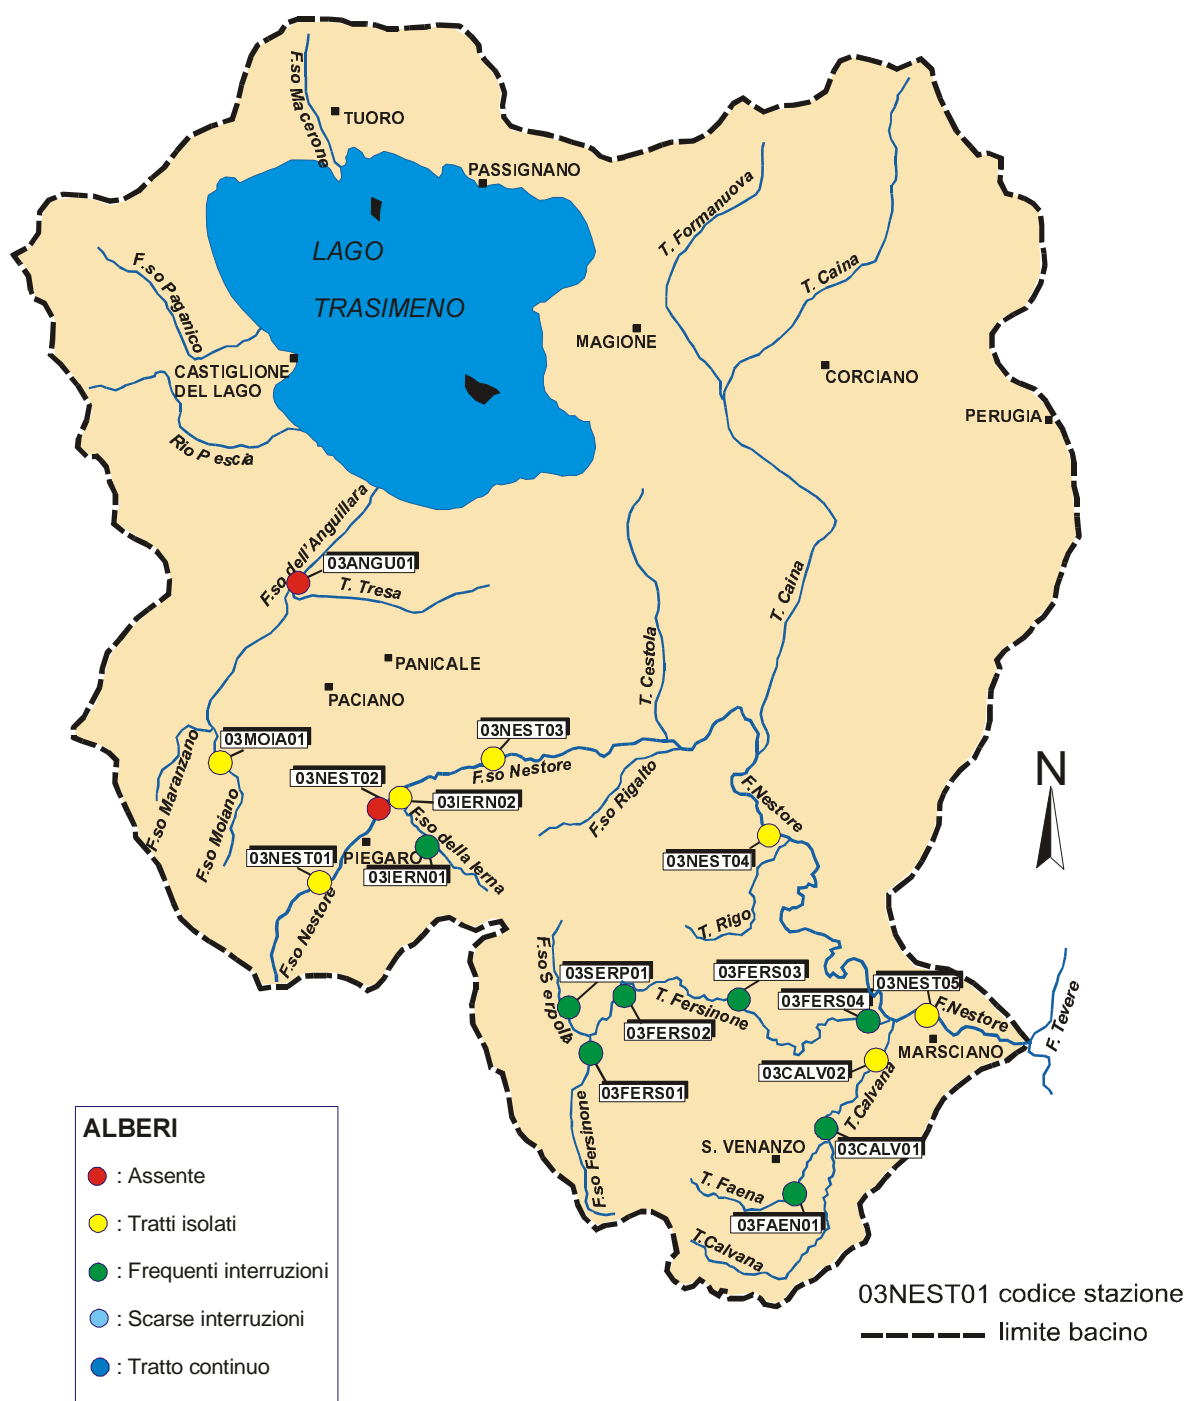 F.so Macerone
TUORO
PASSIGNANO
LAGO
TRASIMENO
T. Formanuova
T. Caina
F.so Paganico
CASTIGLIONE
DEL LAGO
MAGIONE
CORCIANO
PERUGIA
Rio Pescia
F.so dell'Anguillara
03ANGU01
T. Tresa
T. Caina
T. Cestola
PANICALE
PACIANO
03MOIA01
03NEST03
F.so Nestore
03NEST02
03IERN02
F.so Maranzano
F.so Moiano
F.so Rigalto
F.Nestore
N
03NEST01
PIEGARO
F.so della Ierna
03IERN01
03NEST04
F.so Nestore
T. Rigo
F.so Serpolla
03SERP01
03FERS03
03NEST05
T. Fersinone
03FERS04
F.Nestore
F. Tevere
03FERS02
MARSCIANO
03CALV02
03FERS01
T.Calvana
F.so Fersinone
S. VENANZO
03CALV01
T. Faena
03FAEN01
T.Calvana
ALBERI
: Assente
: Tratti isolati
: Frequenti interruzioni
: Scarse interruzioni
: Tratto continuo
03NEST01 codice stazione
limite bacino